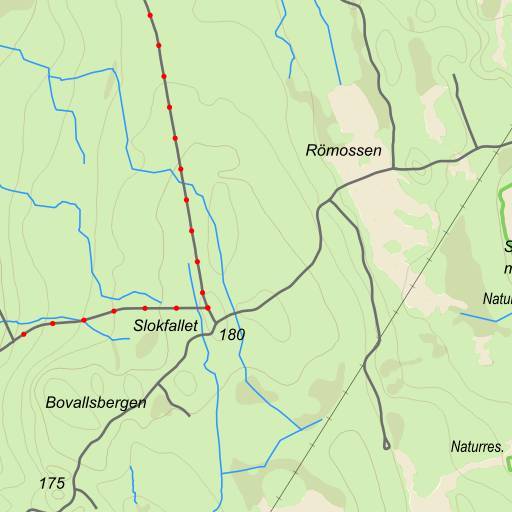 Römossen
S
m
Natur
Slokfallet
180
Bovallsbergen
Naturres.
175